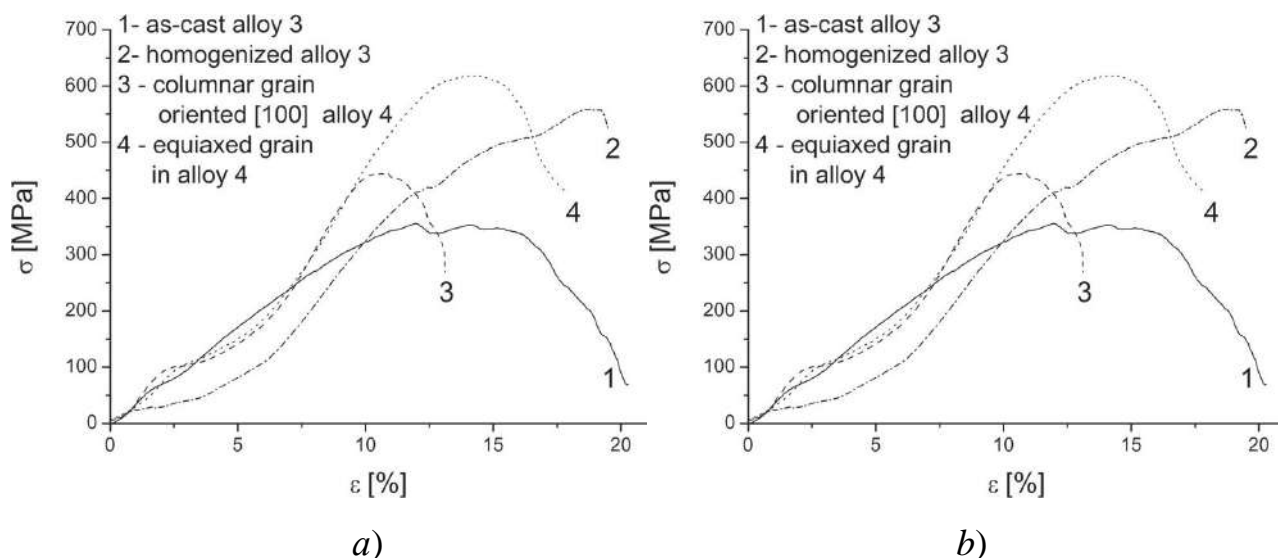 700
600
500
400
300
200
100
0
σ [MPa]
1- as-cast alloy 3
2- homogenized alloy 3
3 - columnar grain
oriented [100] alloy 4
4 - equiaxed grain
in alloy 4
2
4
3
1
0 5 10 15 20
ε [%]
a)
700
600
500
400
300
200
100
0
σ [MPa]
1- as-cast alloy 3
2- homogenized alloy 3
3 - columnar grain
oriented [100] alloy 4
4 - equiaxed grain
in alloy 4
2
4
3
1
0 5 10 15 20
ε [%]
b)